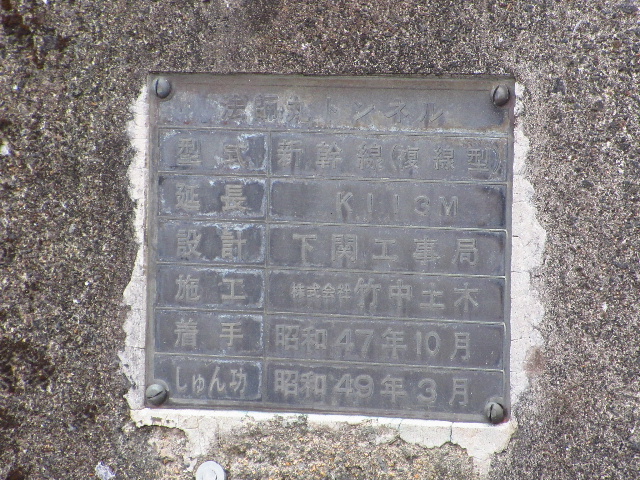 トンネル
型式 新幹線(複線型)
延長 K113M
設計 下関工事局
施工 株式会社竹中土木
着手 昭和47年10月
しゅん功 昭和49年3月